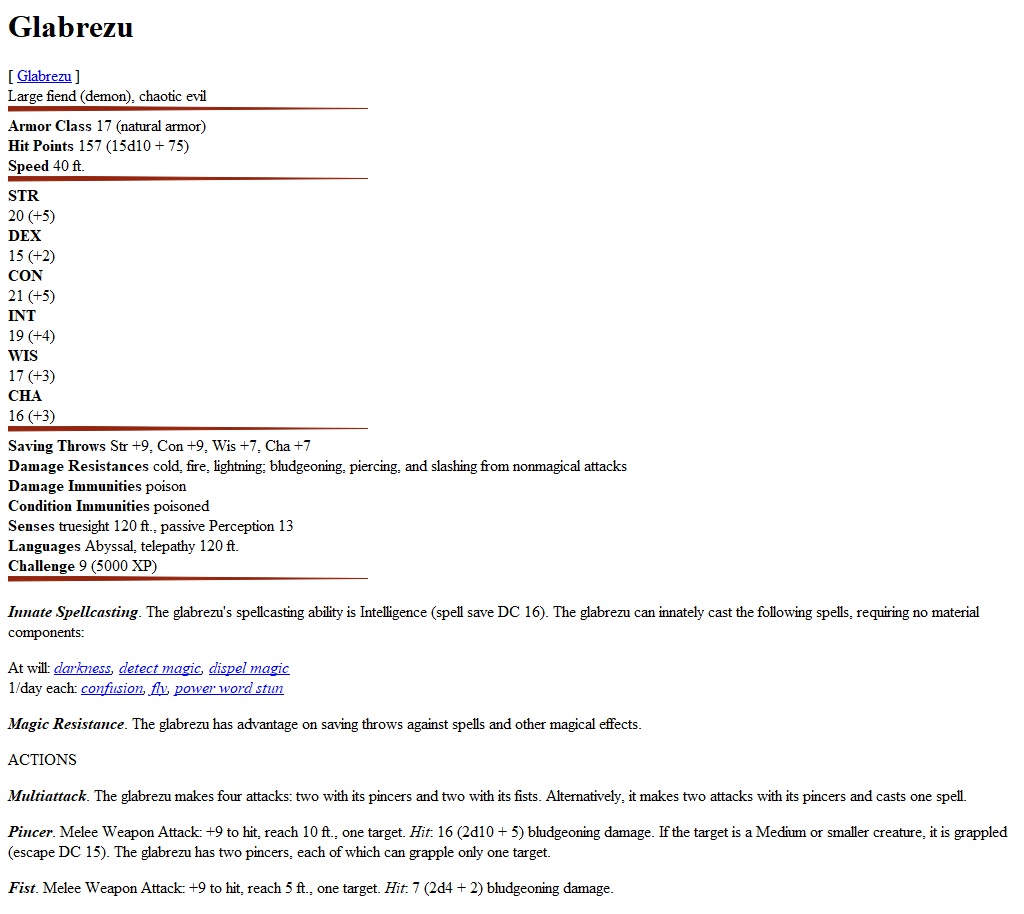 Glabrezu
[ Glabrezu ]
Large fiend (demon), chaotic evil
Armor Class 17 (natural armor)
Hit Points 157 (15d10 + 75)
Speed 40 ft.
STR
20 (+5)
DEX
15 (+2)
CON
21 (+5)
INT
19 (+4)
WIS
17 (+3)
CHA
16 (+3)
Saving Throws Str +9, Con +9, Wis +7, Cha +7
Damage Resistances cold, fire, lightning; bludgeoning, piercing, and slashing from nonmagical attacks
Damage Immunities poison
Condition Immunities poisoned
Senses truesight 120 ft., passive Perception 13
Languages Abyssal, telepathy 120 ft.
Challenge 9 (5000 XP)
Innate Spellcasting. The glabrezu's spellcasting ability is Intelligence (spell save DC 16). The glabrezu can innately cast the following spells, requiring no material
components:
At will: darkness, detect magic, dispel magic
1/day each: confusion, fly, power word stun
Magic Resistance. The glabrezu has advantage on saving throws against spells and other magical effects.
ACTIONS
Multiattack. The glabrezu makes four attacks: two with its pincers and two with its fists. Alternatively, it makes two attacks with its pincers and casts one spell.
Pincer. Melee Weapon Attack: +9 to hit, reach 10 ft., one target. Hit: 16 (2d10 + 5) bludgeoning damage. If the target is a Medium or smaller creature, it is grappled
(escape DC 15). The glabrezu has two pincers, each of which can grapple only one target.
Fist. Melee Weapon Attack: +9 to hit, reach 5 ft., one target. Hit: 7 (2d4 + 2) bludgeoning damage.